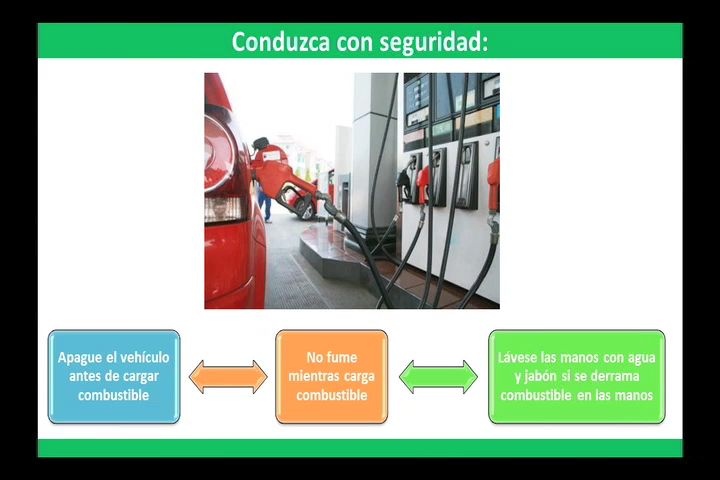 Conduzca con seguridad:
Apague el vehículo
antes de cargar
combustible
No fume
mientras carga
combustible
Lávese las manos con agua
y jabón si se derrama
combustible en las manos